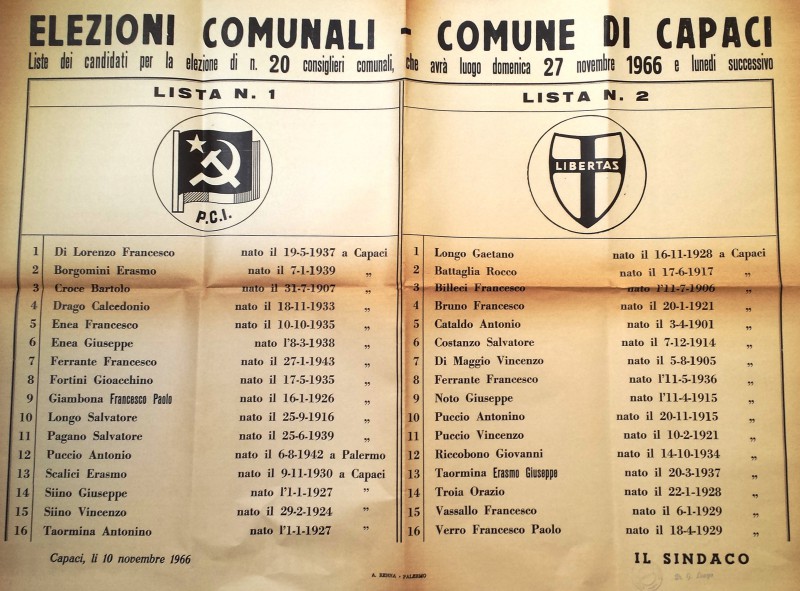 ELEZIONI COMUNALI - COMUNE DI CAPACI
Liste dei candidati per la elezione di n. 20 consiglieri comunali, che avrà luogo domenica 27 novembre 1966 e lunedì successivo
LISTA N. 1
P.C.I.
1 Di Lorenzo Francesco nato il 19-5-1937 a Capaci
2 Borgomini Erasmo nato il 7-1-1939 „
3 Croce Bartolo nato il 31-7-1907 „
4 Drago Calcedonio nato il 18-11-1933 „
5 Enea Francesco nato il 10-10-1935 „
6 Enea Giuseppe nato l'8-3-1938 „
7 Ferrante Francesco nato il 27-1-1943 „
8 Fortini Gioacchino nato il 17-5-1935 „
9 Giambona Francesco Paolo nato il 16-1-1926 „
10 Longo Salvatore nato il 25-9-1916 „
11 Pagano Salvatore nato il 25-6-1939 „
12 Puccio Antonio nato il 6-8-1942 a Palermo
13 Scalici Erasmo nato il 9-11-1930 a Capaci
14 Siino Giuseppe nato l'1-1-1927 „
15 Siino Vincenzo nato il 29-2-1924 „
16 Taormina Antonino nato l'1-1-1927 „
LISTA N. 2
LIBERTAS
1 Longo Gaetano nato il 16-11-1928 a Capaci
2 Battaglia Rocco nato il 17-6-1917 „
3 Billeci Francesco nato l'11-7-1906 „
4 Bruno Francesco nato il 20-1-1921 „
5 Cataldo Antonio nato il 3-4-1901 „
6 Costanzo Salvatore nato il 7-12-1914 „
7 Di Maggio Vincenzo nato il 5-8-1905 „
8 Ferrante Francesco nato l'11-5-1936 „
9 Noto Giuseppe nato l'11-4-1915 „
10 Puccio Antonino nato il 20-11-1915 „
11 Puccio Vincenzo nato il 10-2-1921 „
12 Riccobono Giovanni nato il 14-10-1934 „
13 Taormina Erasmo Giuseppe nato il 20-3-1937 „
14 Troia Orazio nato il 22-1-1928 „
15 Vassallo Francesco nato il 6-1-1929 „
16 Verro Francesco Paolo nato il 18-4-1929 „
Capaci, lì 10 novembre 1966
IL SINDACO
A. RENNA - PALERMO